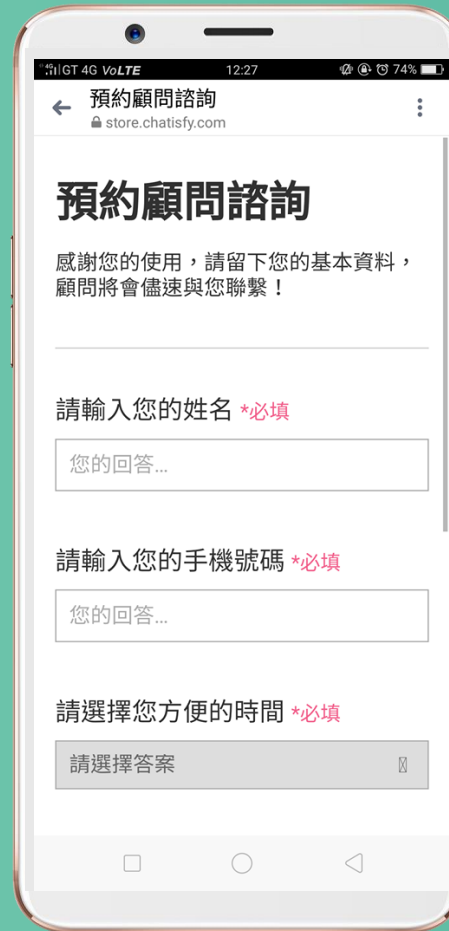 4G GT 4G VoLTE 12:27 74%
預約顧問諮詢
store.chatisfy.com
預約顧問諮詢
感謝您的使用，請留下您的基本資料，
顧問將會儘速與您聯繫！
請輸入您的姓名 *必填
您的回答...
請輸入您的手機號碼 *必填
您的回答...
請選擇您方便的時間 *必填
請選擇答案